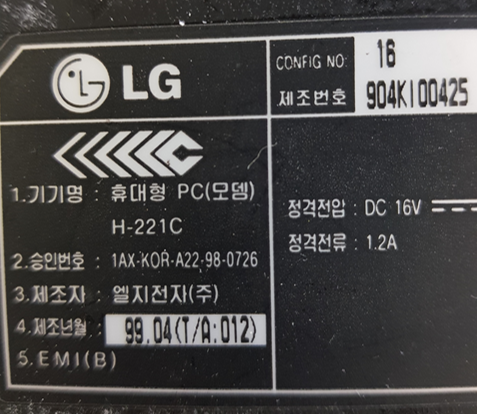 LG
CONFIG NO: 16
제조번호 904KI00425
1.기기명 : 휴대형 PC(모뎀)
H-221C
2.승인번호 : 1AX-KOR-A22-98-0726
3.제조자 : 엘지전자(주)
4.제조년월 : 99.04(T/A:012)
5.EMI(B)
정격전압 : DC 16V
정격전류 : 1.2A